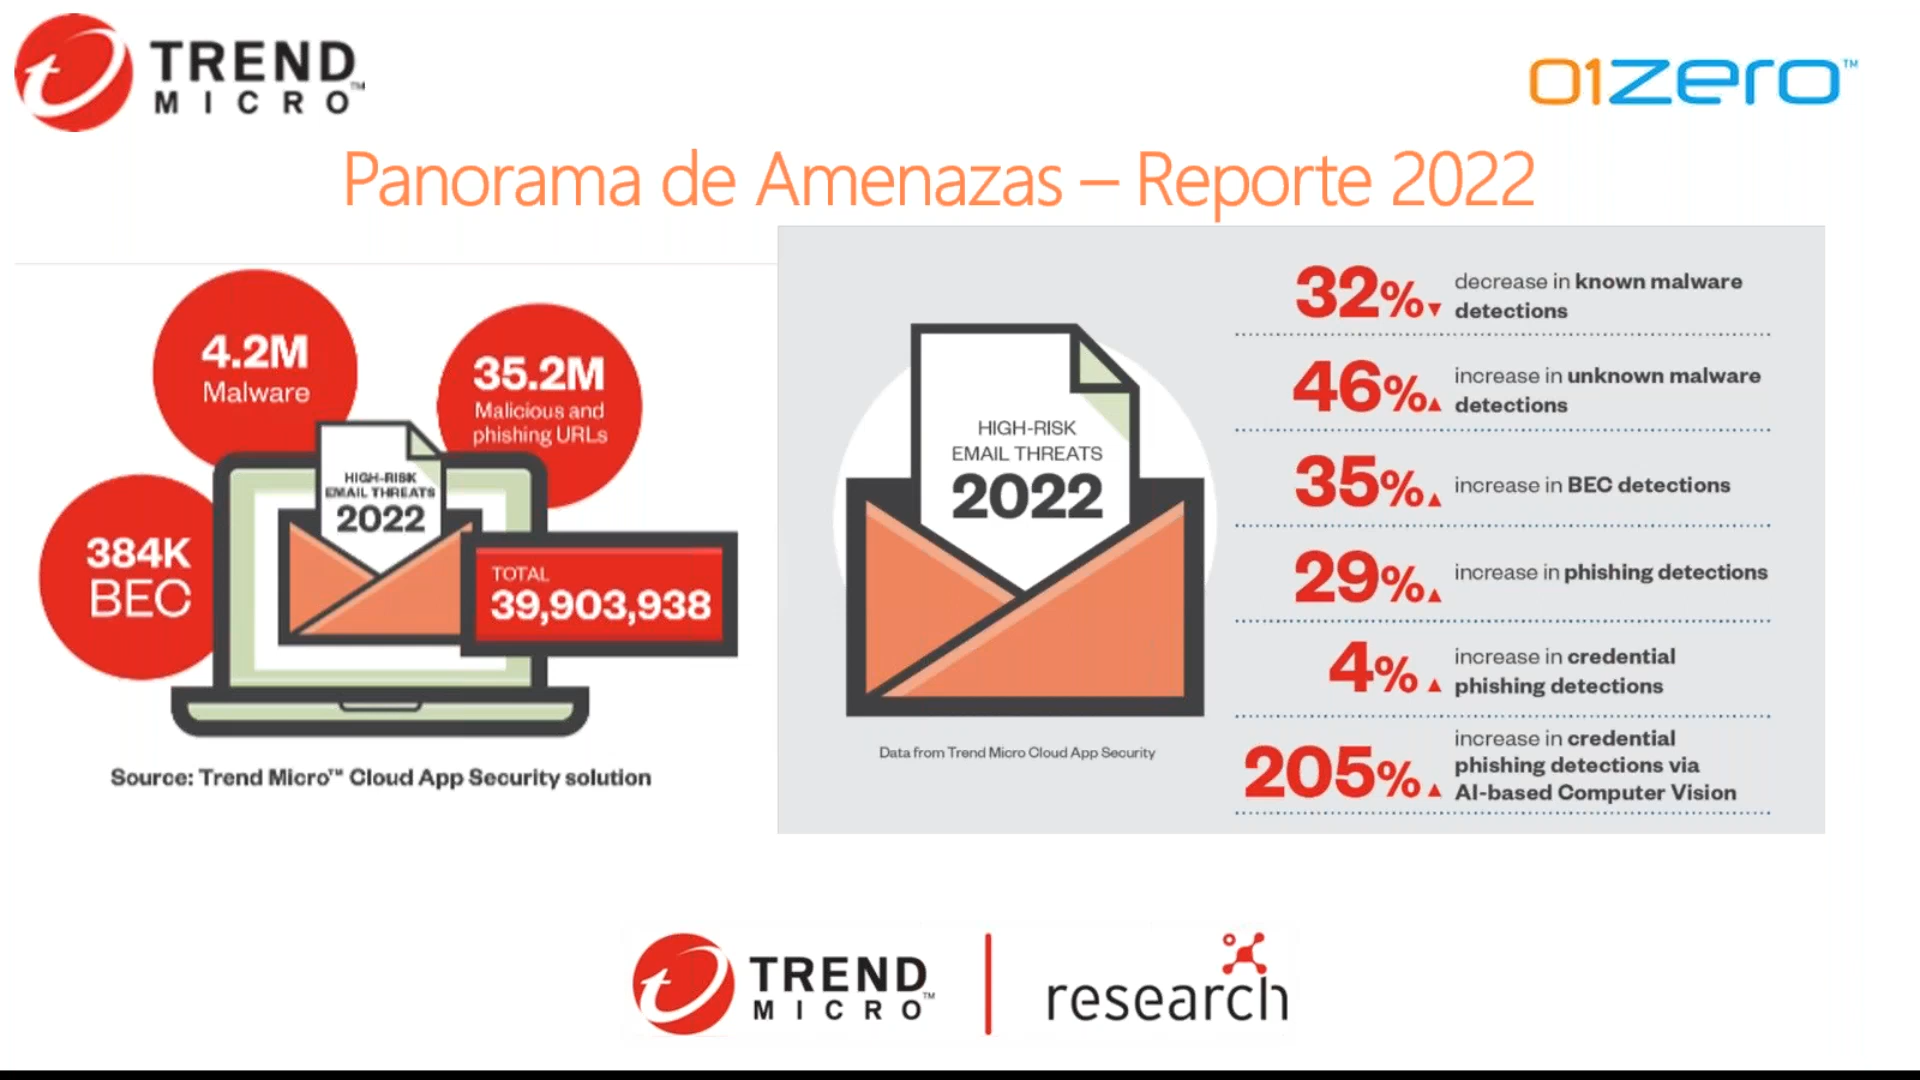 TREND
MICRO™
01zero™
Panorama de Amenazas – Reporte 2022
4.2M
Malware
35.2M
Malicious and
phishing URLs
384K
BEC
HIGH-RISK
EMAIL THREATS
2022
TOTAL
39,903,938
Source: Trend Micro™ Cloud App Security solution
HIGH-RISK
EMAIL THREATS
2022
Data from Trend Micro Cloud App Security
32%▼ decrease in known malware
detections
46%▲ increase in unknown malware
detections
35%▲ increase in BEC detections
29%▲ increase in phishing detections
4%▲ increase in credential
phishing detections
205%▲ increase in credential
phishing detections via
AI-based Computer Vision
TREND
MICRO™
research